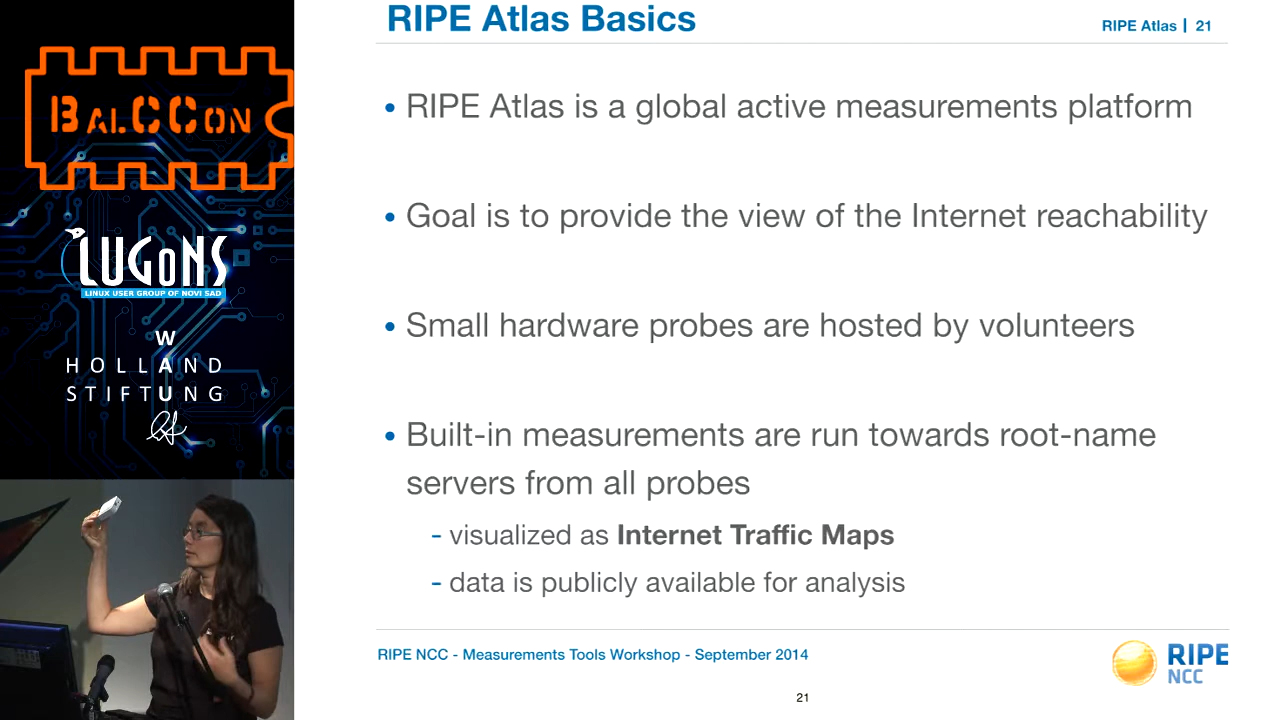 RIPE Atlas Basics
RIPE Atlas | 21
BALCCON
LUGONS
LINUX USER GROUP OF NOVI SAD
W
HOLLAND
STIFTUNG
• RIPE Atlas is a global active measurements platform
• Goal is to provide the view of the Internet reachability
• Small hardware probes are hosted by volunteers
• Built-in measurements are run towards root-name
servers from all probes
- visualized as Internet Traffic Maps
- data is publicly available for analysis
RIPE NCC - Measurements Tools Workshop - September 2014
RIPE
NCC
21